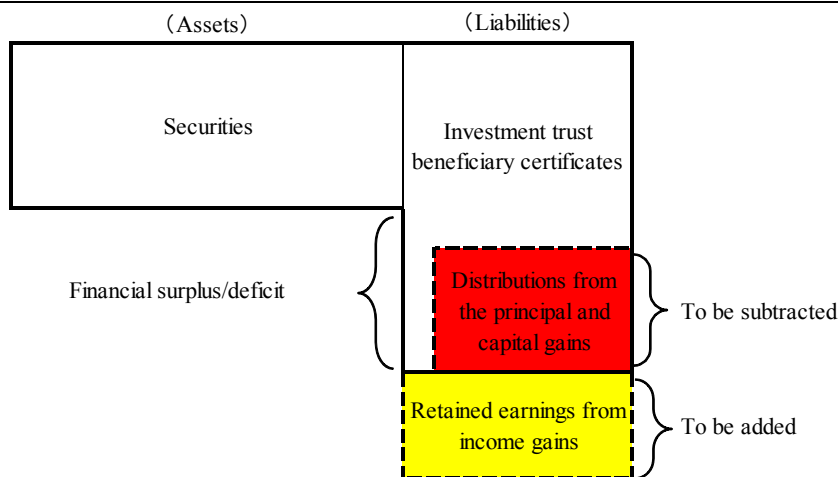 （Assets）
（Liabilities）
Securities
Investment trust
beneficiary certificates
Financial surplus/deficit
Distributions from
the principal and
capital gains
To be subtracted
Retained earnings from
income gains
To be added